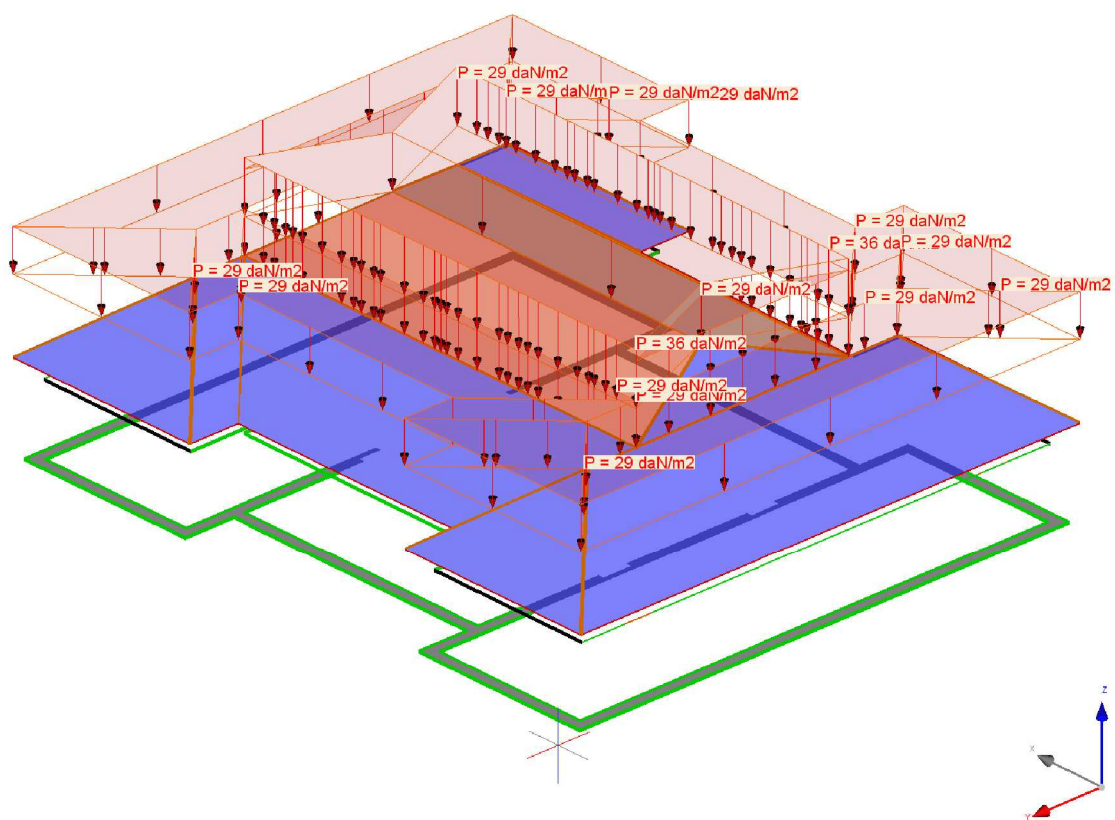 P = 29 daN/m2
P = 29 daN/m
P = 29 daN/m2
29 daN/m2
P = 29 daN/m2
P = 36 da
P = 29 daN/m2
P = 29 daN/m2
P = 29 daN/m2
P = 29 daN/m2
P = 29 daN/m2
P = 29 daN/m2
P = 36 daN/m2
P = 29 daN/m2
P = 29 daN/m2
P = 29 daN/m2
Z
X
Y